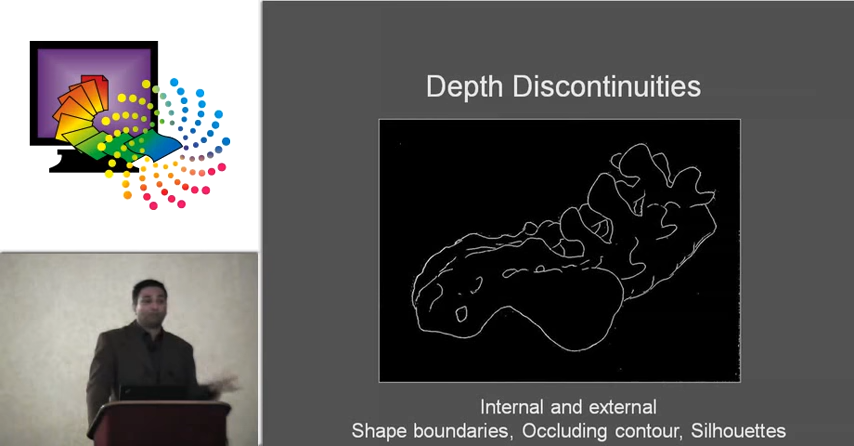 Depth Discontinuities
Internal and external
Shape boundaries, Occluding contour, Silhouettes